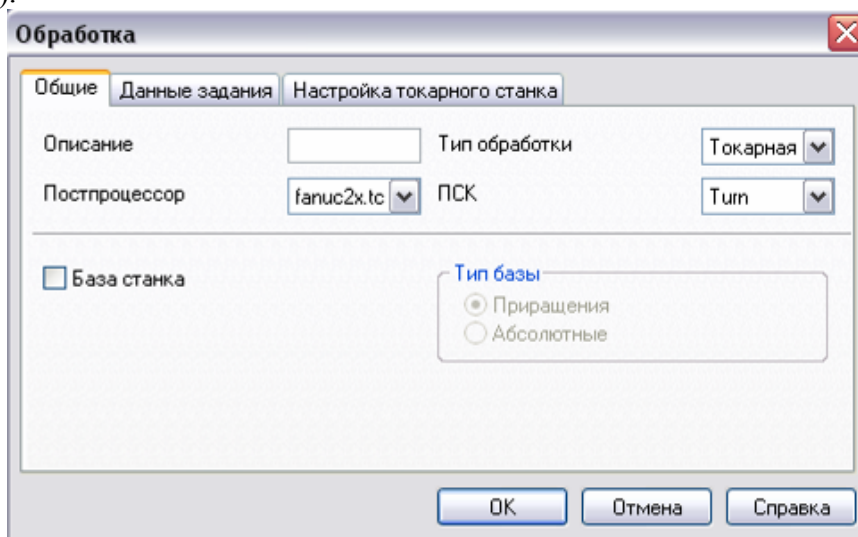 ).
Обработка
Общие Данные задания Настройка токарного станка
Описание Тип обработки Токарная
Постпроцессор fanuc2x.tc ПСК Turn
База станка Тип базы
Приращения
Абсолютные
OK Отмена Справка